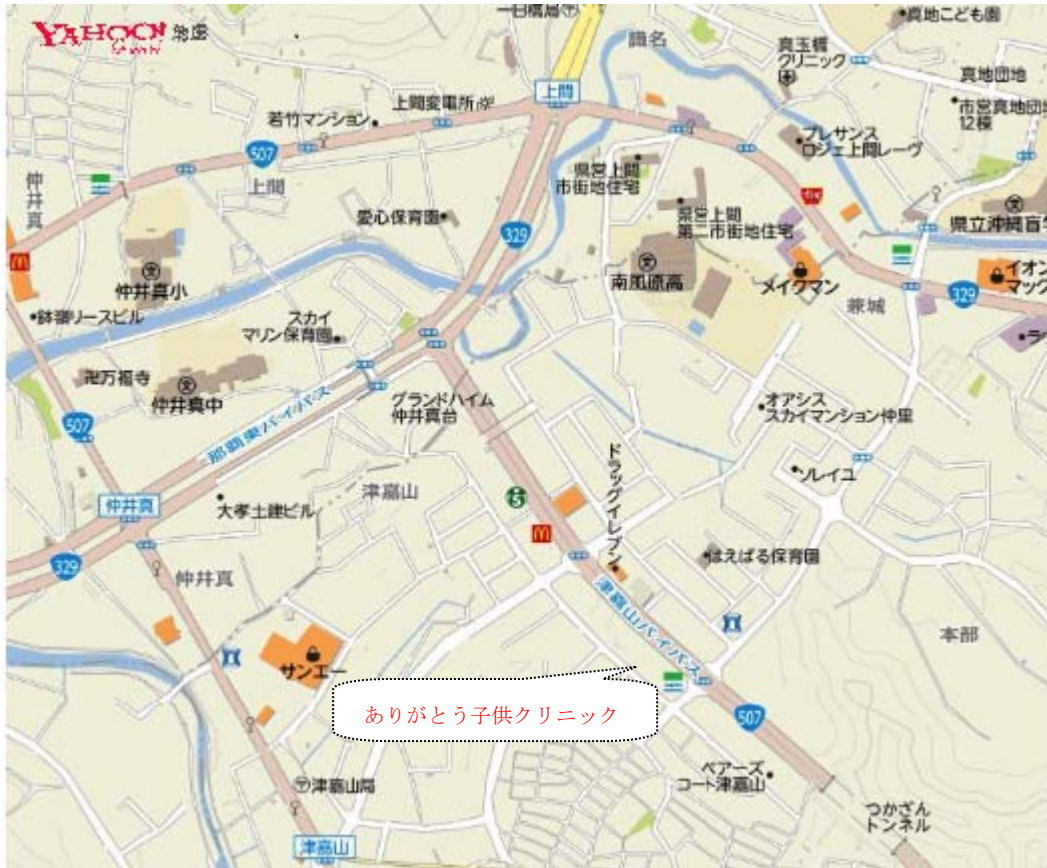 YAHOO!
一日橋局
真地こども園
識名
真玉橋
クリニック
真地団地
上間
上間変電所
市営真地団地
12棟
若竹マンション
プレサンス
ロジェ上間レーヴ
507
県営上間
市街地住宅
仲井真
上間
愛心保育園
県営上間
第二市街地住宅
329
県立沖縄盲学
文
南風原高
文
仲井真小
メイクマン
イオン
マック
329
兼城
スカイ
マリン保育園
卍万福寺
文
仲井真中
グランドハイム
仲井真台
オアシス
スカイマンション仲里
507
那覇東バイパス
ドラッグイレブン
ソレイユ
仲井真
大孝土建ビル
津嘉山
はえばる保育園
329
仲井真
津嘉山バイパス
本部
サンエー
ありがとう子供クリニック
507
津嘉山局
ベアーズ
コート津嘉山
つかざん
トンネル
津嘉山